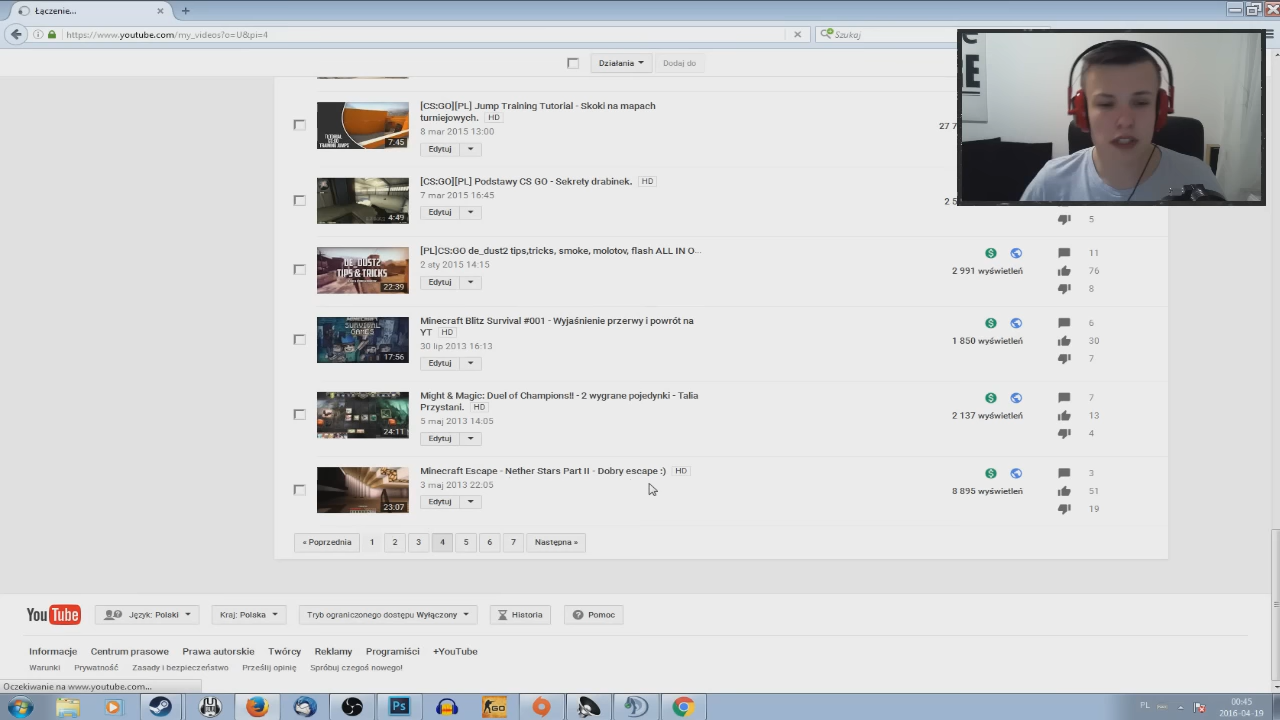 Łączenie...
https://www.youtube.com/my_videos?o=U&pi=4
Szukaj
Działania
Dodaj do
[CS:GO][PL] Jump Training Tutorial - Skoki na mapach
turniejowych. HD
8 mar 2015 13:00
Edytuj
7:45
27 7
[CS:GO][PL] Podstawy CS GO - Sekrety drabinek. HD
7 mar 2015 16:45
Edytuj
4:49
2 5
5
[PL]CS:GO de_dust2 tips,tricks, smoke, molotov, flash ALL IN O...
2 sty 2015 14:15
Edytuj
DE_DUST2
TIPS & TRICKS
22:39
2 991 wyświetleń
11
76
8
Minecraft Blitz Survival #001 - Wyjaśnienie przerwy i powrót na
YT HD
30 lip 2013 16:13
Edytuj
17:56
1 850 wyświetleń
6
30
7
Might & Magic: Duel of Champions!! - 2 wygrane pojedynki - Talia
Przystani. HD
5 maj 2013 14:05
Edytuj
24:11
2 137 wyświetleń
7
13
4
Minecraft Escape - Nether Stars Part II - Dobry escape :) HD
3 maj 2013 22:05
Edytuj
23:07
8 895 wyświetleń
3
51
19
« Poprzednia 1 2 3 4 5 6 7 Następna »
YouTube
Język: Polski
Kraj: Polska
Tryb ograniczonego dostępu Wyłączony
Historia
Pomoc
Informacje Centrum prasowe Prawa autorskie Twórcy Reklamy Programiści +YouTube
Warunki Prywatność Zasady i bezpieczeństwo Prześlij opinię Spróbuj czegoś nowego!
Oczekiwanie na www.youtube.com...
Ps
GO
PL
00:45
2016-04-19